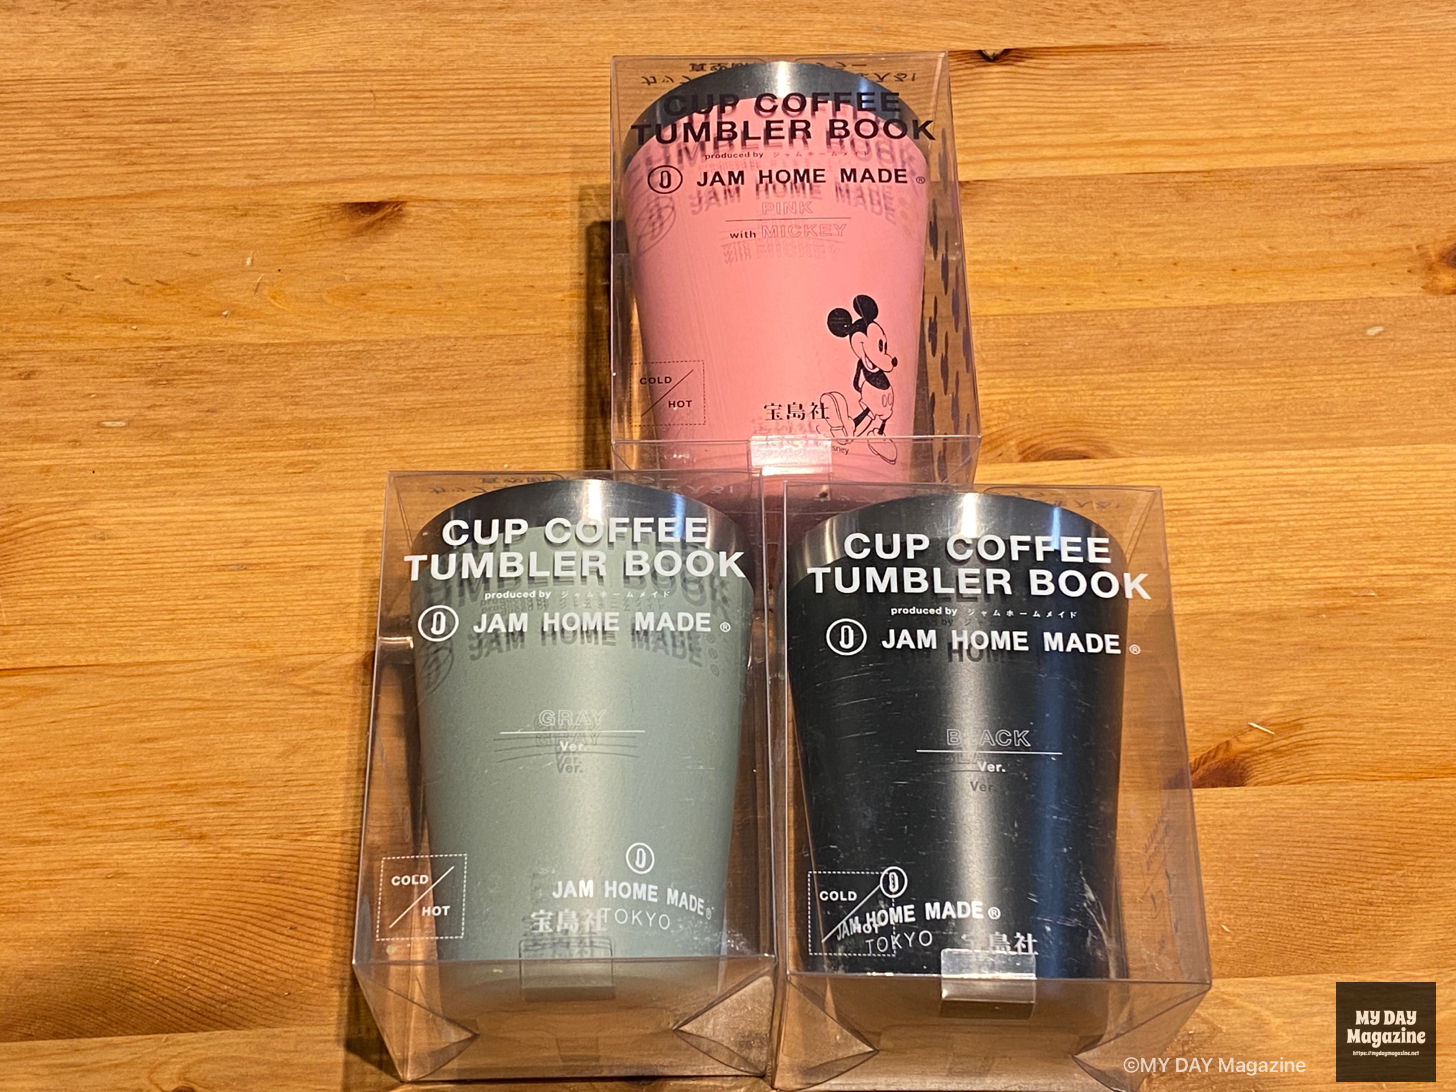 CUP COFFEE
TUMBLER BOOK
produced by ジャムホームメイド
JAM HOME MADE®
PINK
with MICKEY
COLD
HOT
宝島社
CUP COFFEE
TUMBLER BOOK
produced by ジャムホームメイド
JAM HOME MADE®
GRAY
Ver.
COLD
HOT
JAM HOME MADE®
TOKYO
宝島社
CUP COFFEE
TUMBLER BOOK
produced by ジャムホームメイド
JAM HOME MADE®
BLACK
Ver.
COLD
HOT
JAM HOME MADE®
TOKYO
宝島社
MY DAY
Magazine
https://mydaymagazine.net
©MY DAY Magazine